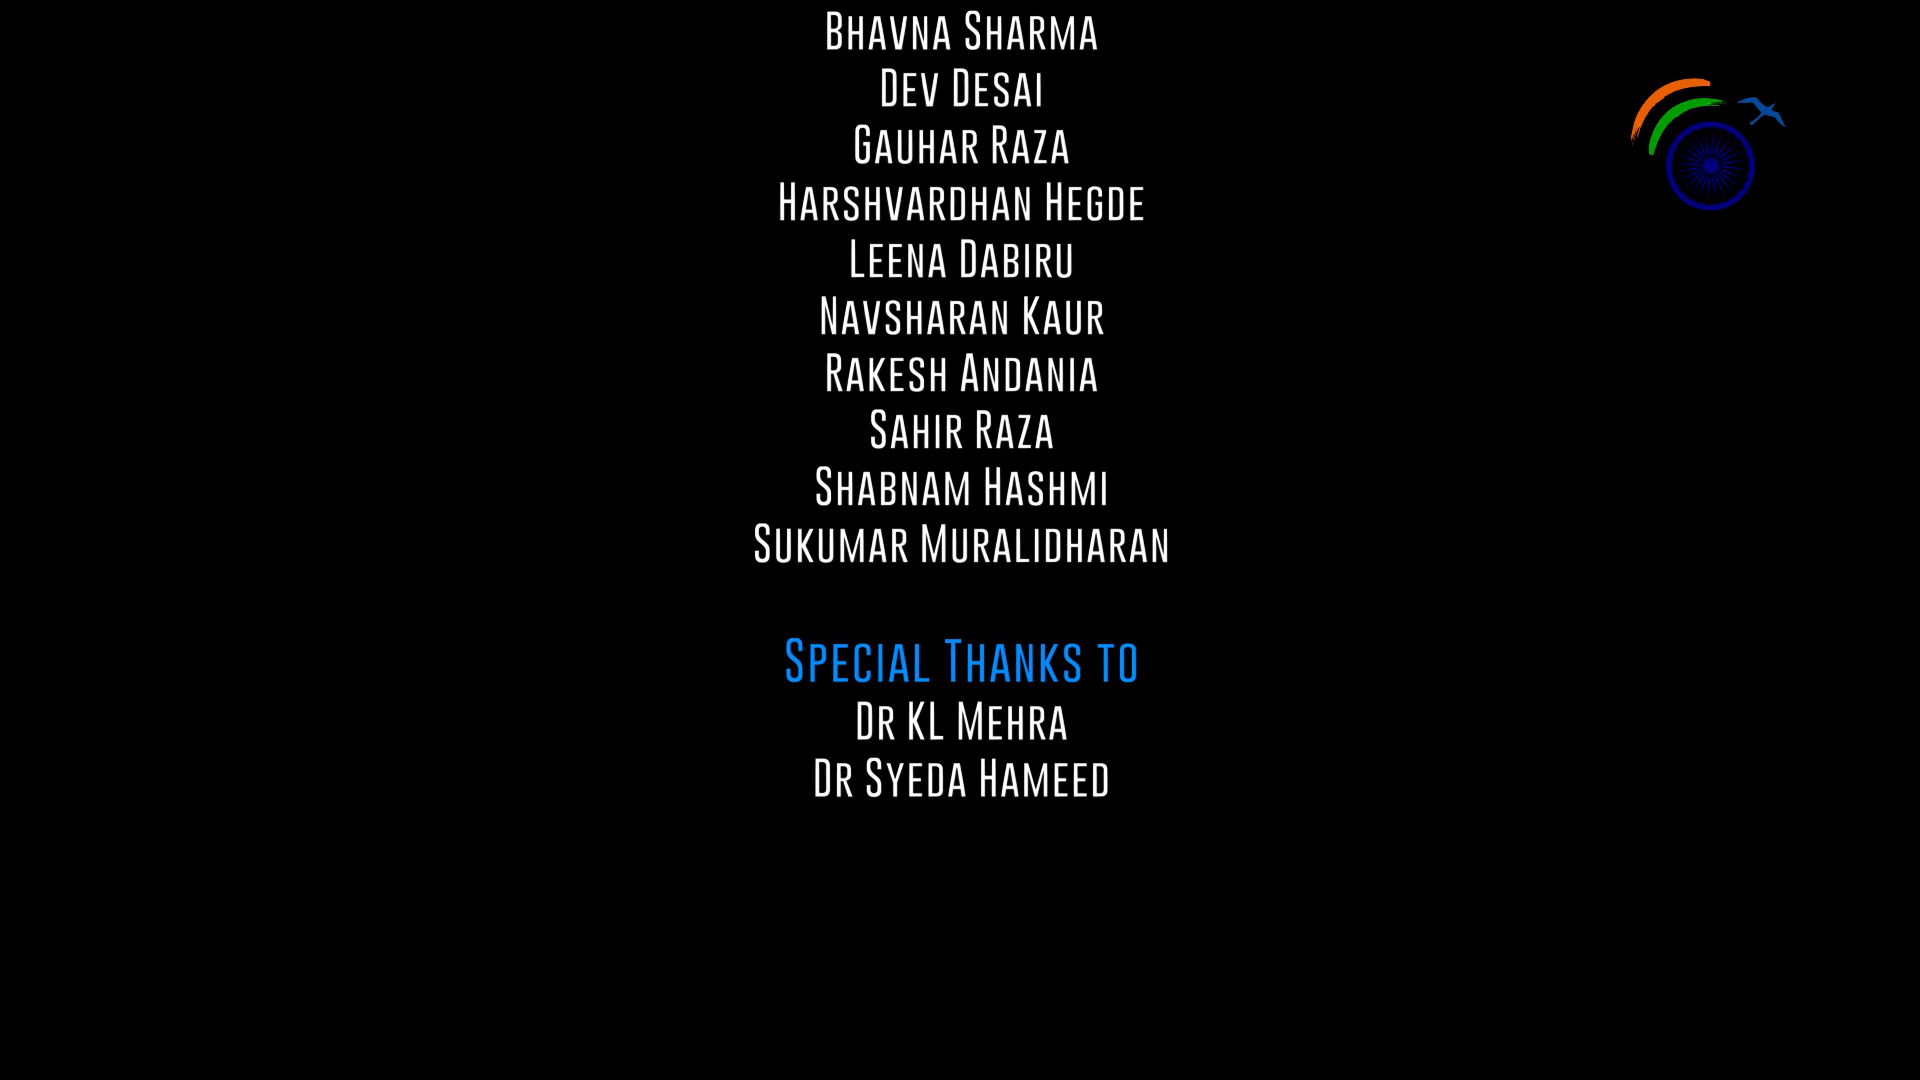 Bhavna Sharma
Dev Desai
Gauhar Raza
Harshvardhan Hegde
Leena Dabiru
Navsharan Kaur
Rakesh Andania
Sahir Raza
Shabnam Hashmi
Sukumar Muralidharan
Special Thanks to
Dr KL Mehra
Dr Syeda Hameed